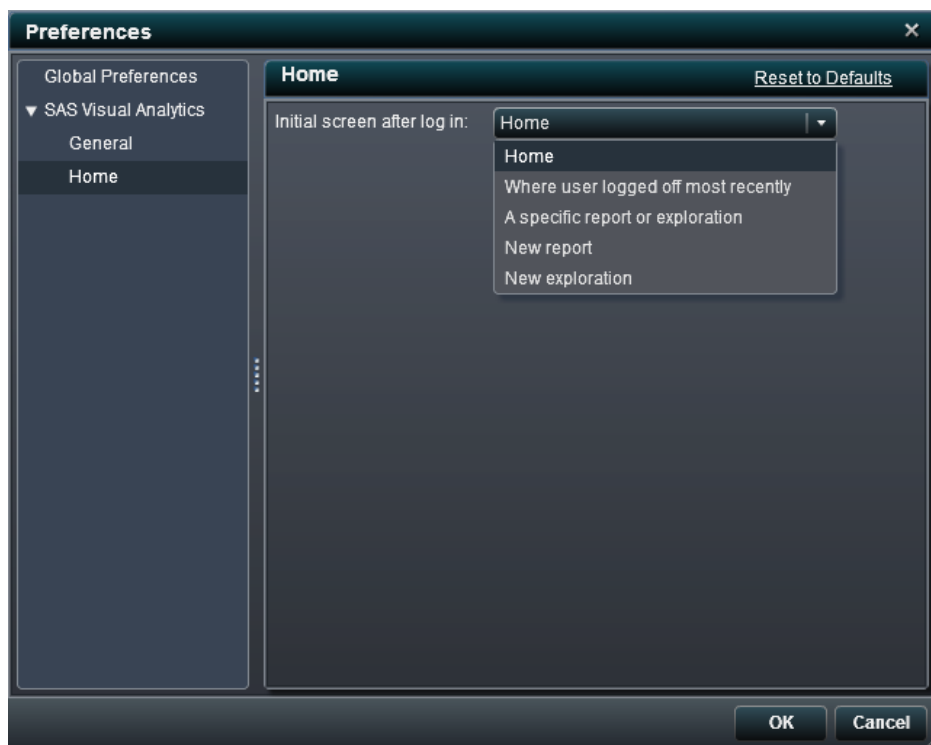 Preferences
Global Preferences
SAS Visual Analytics
General
Home
Home
Reset to Defaults
Initial screen after log in:
Home
Home
Where user logged off most recently
A specific report or exploration
New report
New exploration
OK
Cancel